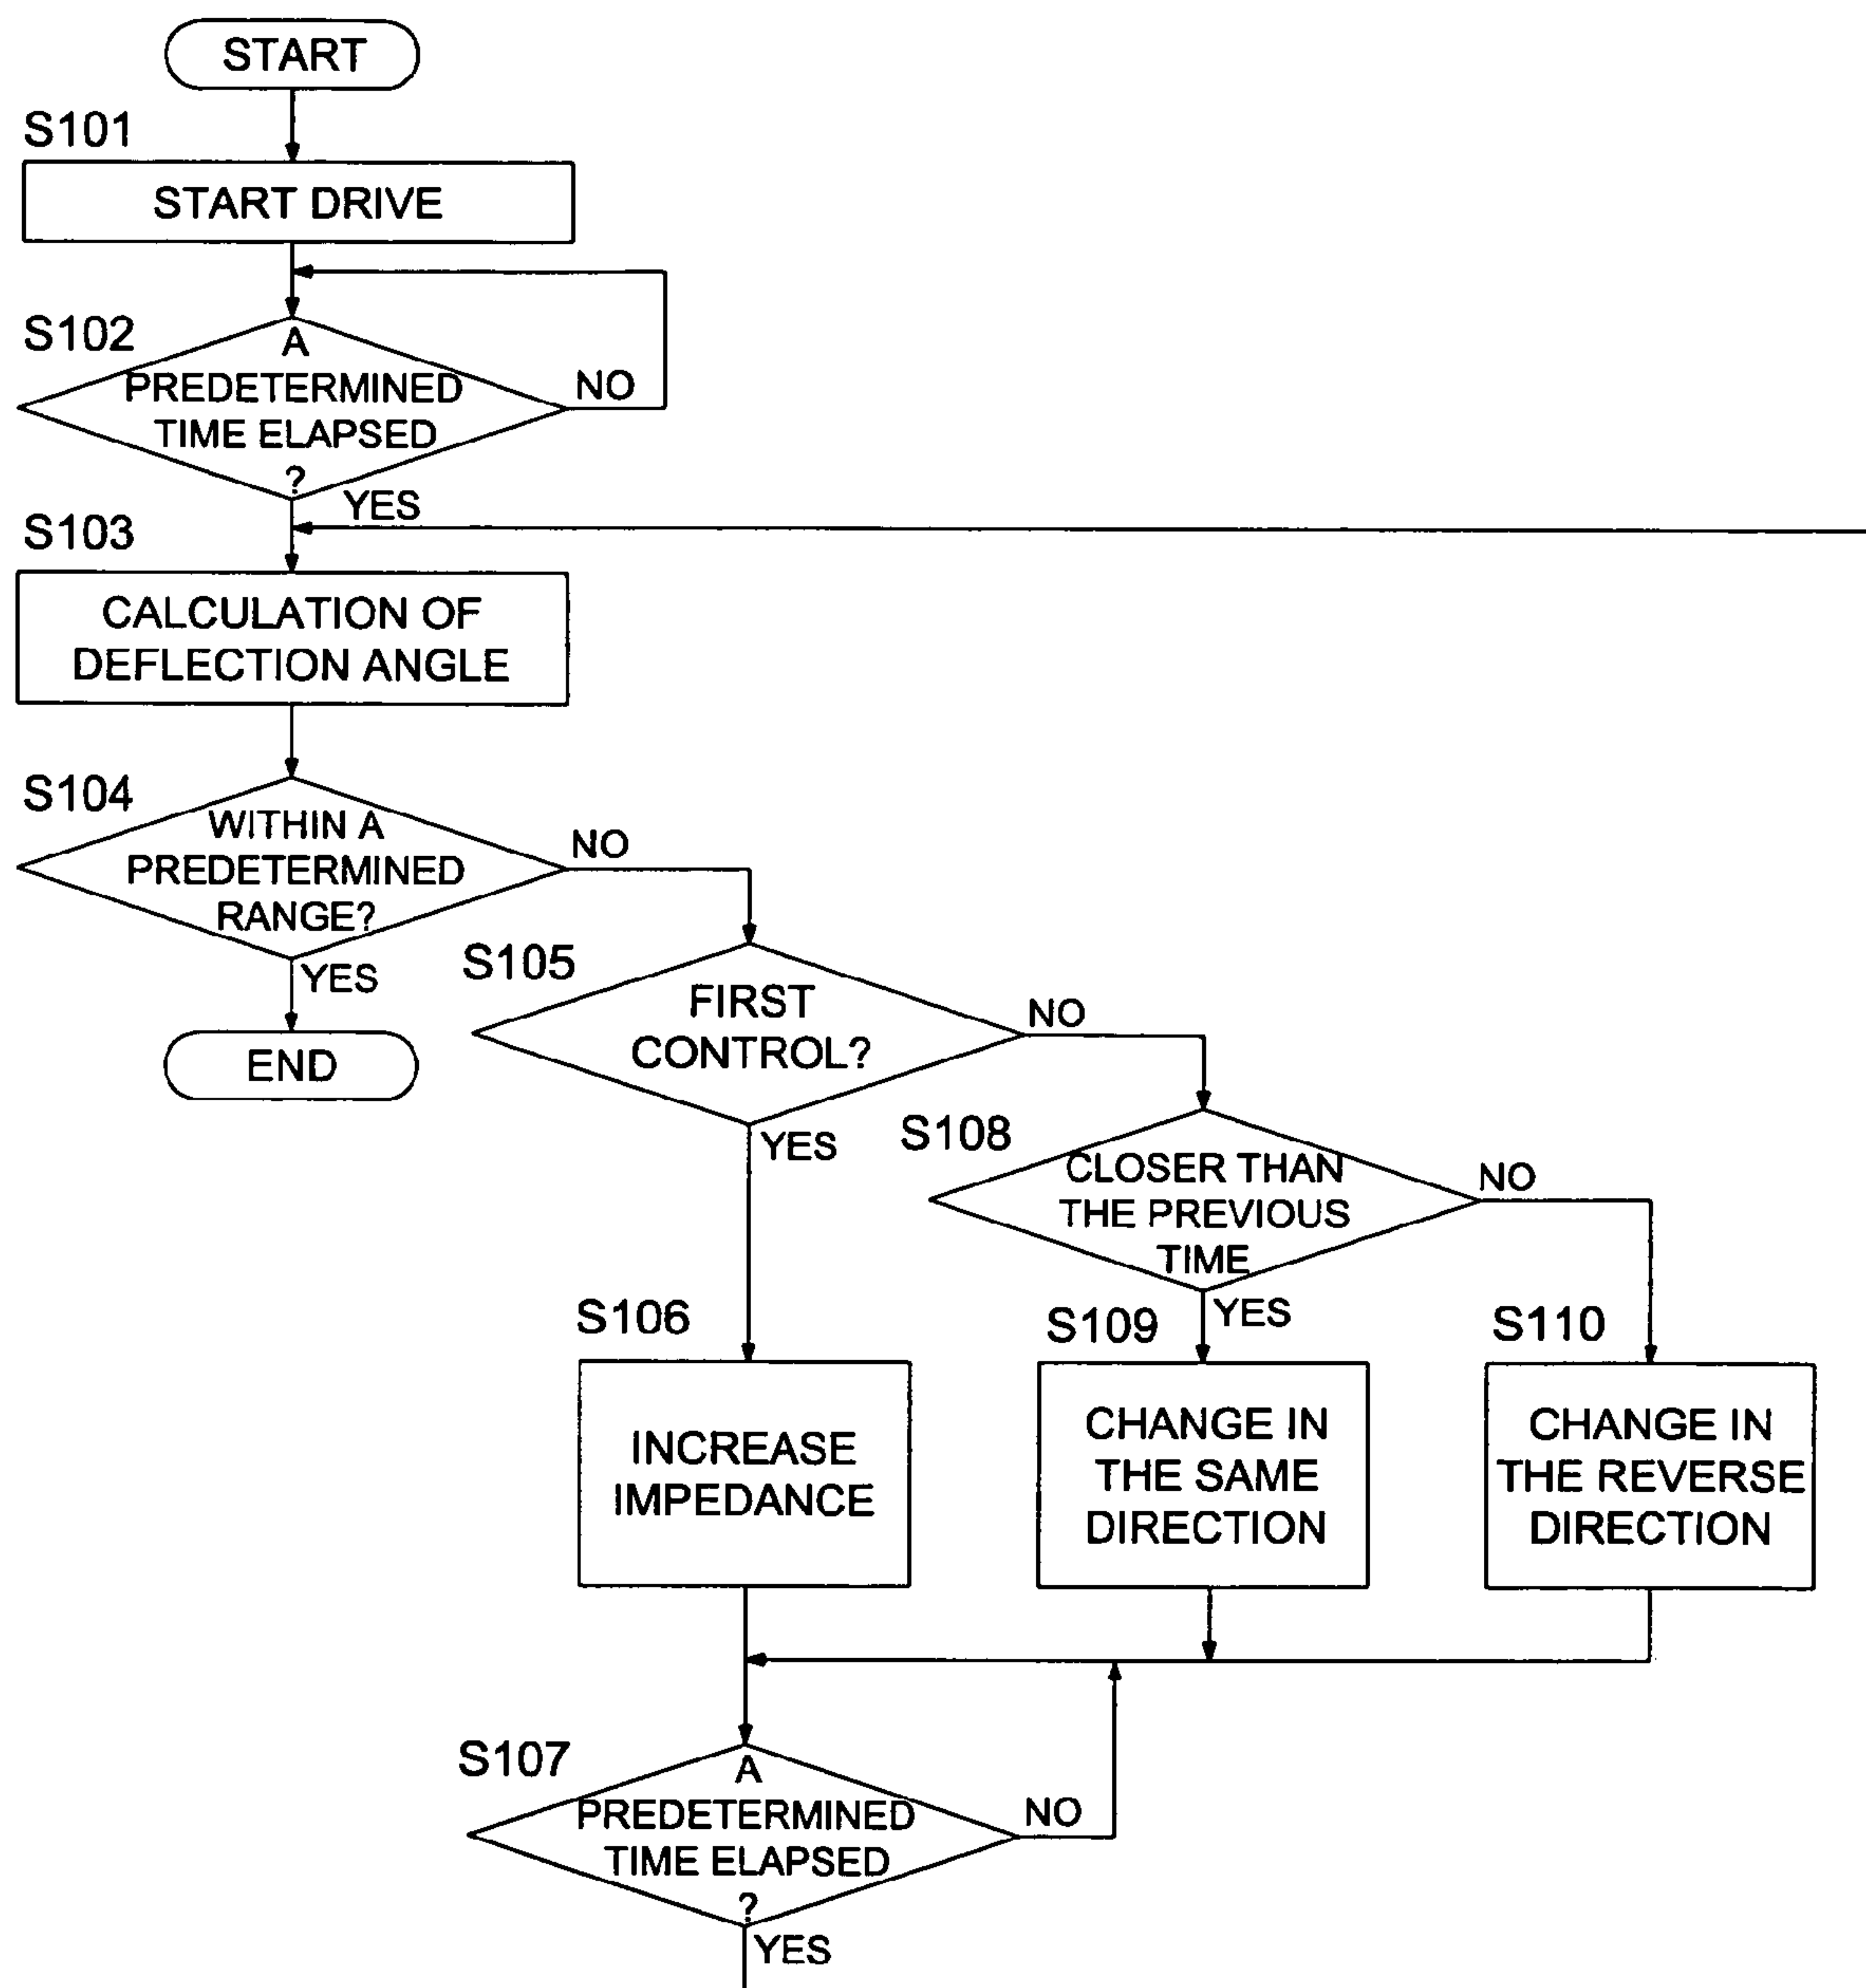 START
S101
START DRIVE
S102
A
PREDETERMINED
TIME ELAPSED
?
NO
YES
S103
CALCULATION OF
DEFLECTION ANGLE
S104
WITHIN A
PREDETERMINED
RANGE?
NO
YES
END
S105
FIRST
CONTROL?
NO
YES
S108
CLOSER THAN
THE PREVIOUS
TIME
NO
YES
S106
INCREASE
IMPEDANCE
S109
CHANGE IN
THE SAME
DIRECTION
S110
CHANGE IN
THE REVERSE
DIRECTION
S107
A
PREDETERMINED
TIME ELAPSED
?
NO
YES